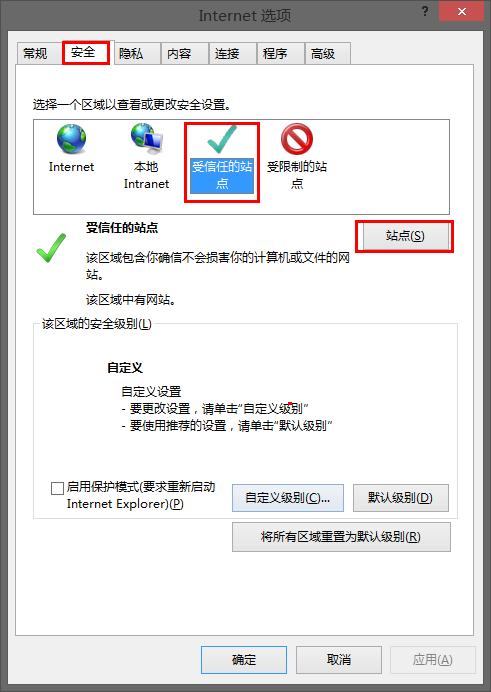 Internet 选项
?
常规 安全 隐私 内容 连接 程序 高级
选择一个区域以查看或更改安全设置。
Internet
本地
Intranet
受信任的站
点
受限制的站
点
受信任的站点
站点(S)
该区域包含你确信不会损害你的计算机或文件的网
站。
该区域中有网站。
该区域的安全级别(L)
自定义
自定义设置
- 要更改设置，请单击"自定义级别"
- 要使用推荐的设置，请单击"默认级别"
启用保护模式(要求重新启动
Internet Explorer)(P)
自定义级别(C)...
默认级别(D)
将所有区域重置为默认级别(R)
确定 取消 应用(A)